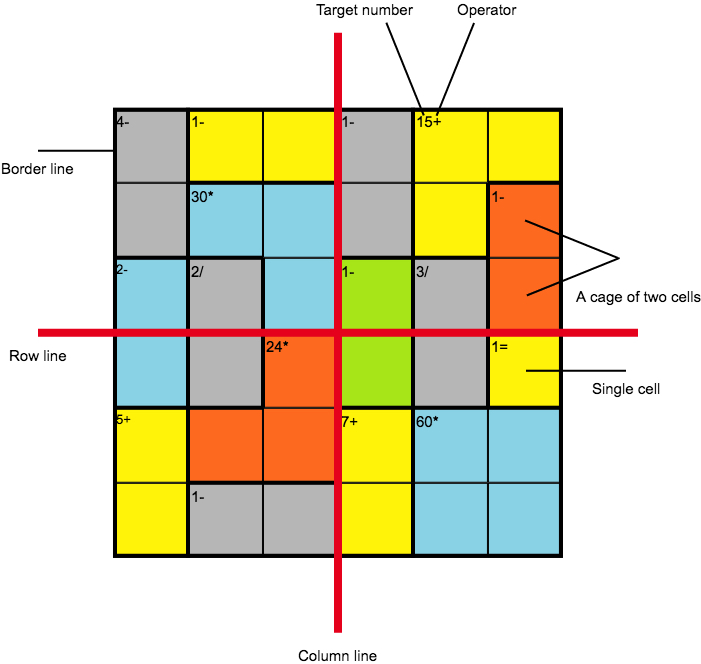 Target number Operator
4- 1- 1- 15+
Border line
30* 1-
2- 2/ 1- 3/
A cage of two cells
24* 1=
Row line
Single cell
5+ 7+ 60*
1-
Column line